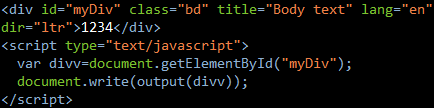 <div id="myDiv" class="bd" title="Body text" lang="en"
dir="ltr">1234</div>
<script type="text/javascript">
  var divv=document.getElementById("myDiv");
  document.write(output(divv));
</script>